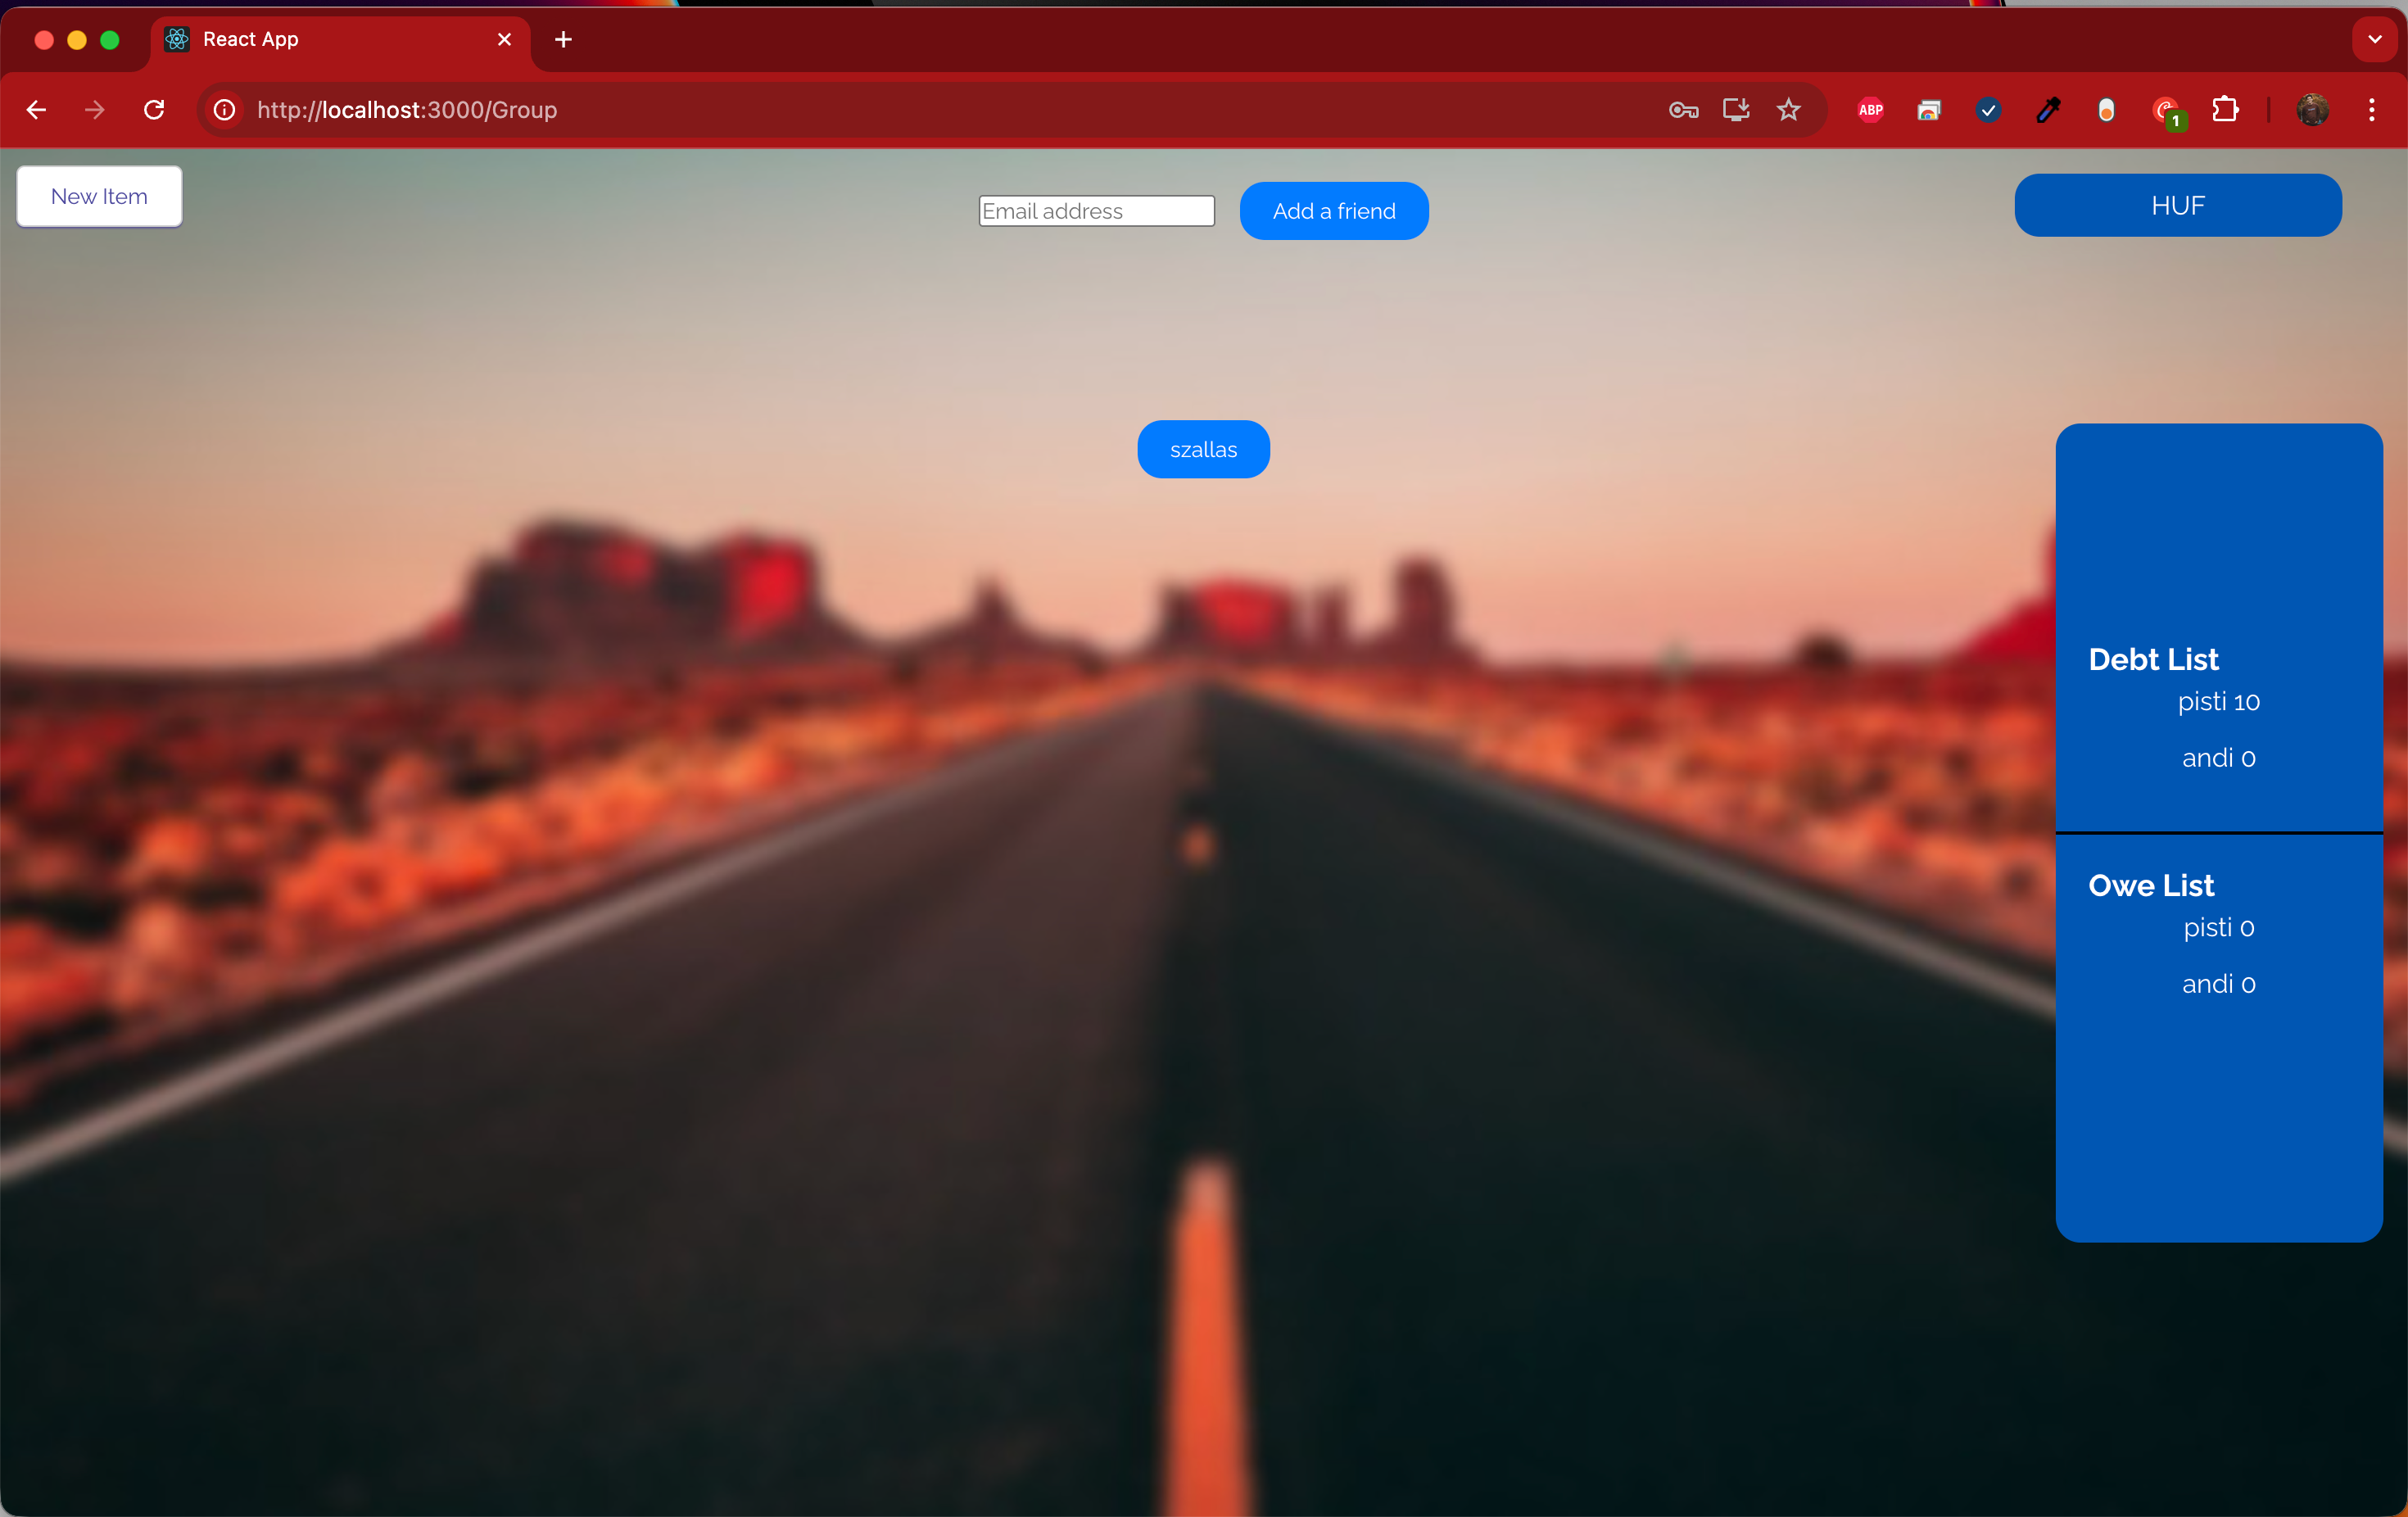 React App
http://localhost:3000/Group
ABP
1
New Item
Email address
Add a friend
HUF
szallas
Debt List
pisti 10
andi 0
Owe List
pisti 0
andi 0